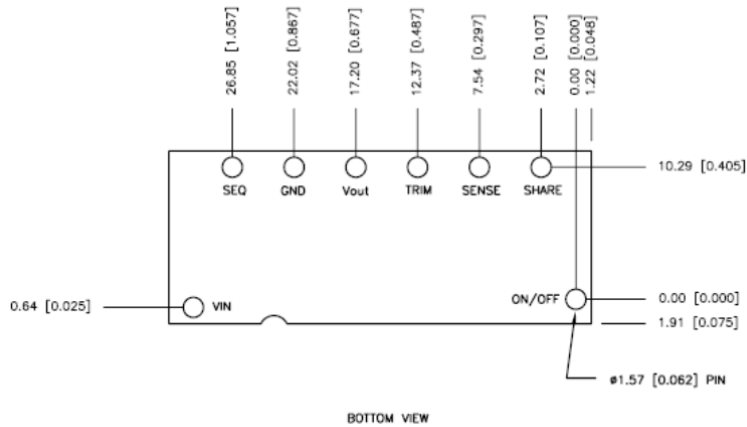 26.85 [1.057]
22.02 [0.867]
17.20 [0.677]
12.37 [0.487]
7.54 [0.297]
2.72 [0.107]
0.00 [0.000]
1.22 [0.048]
10.29 [0.405]
SEQ
GND
Vout
TRIM
SENSE
SHARE
0.64 [0.025]
VIN
ON/OFF
0.00 [0.000]
1.91 [0.075]
ø1.57 [0.062] PIN
BOTTOM VIEW